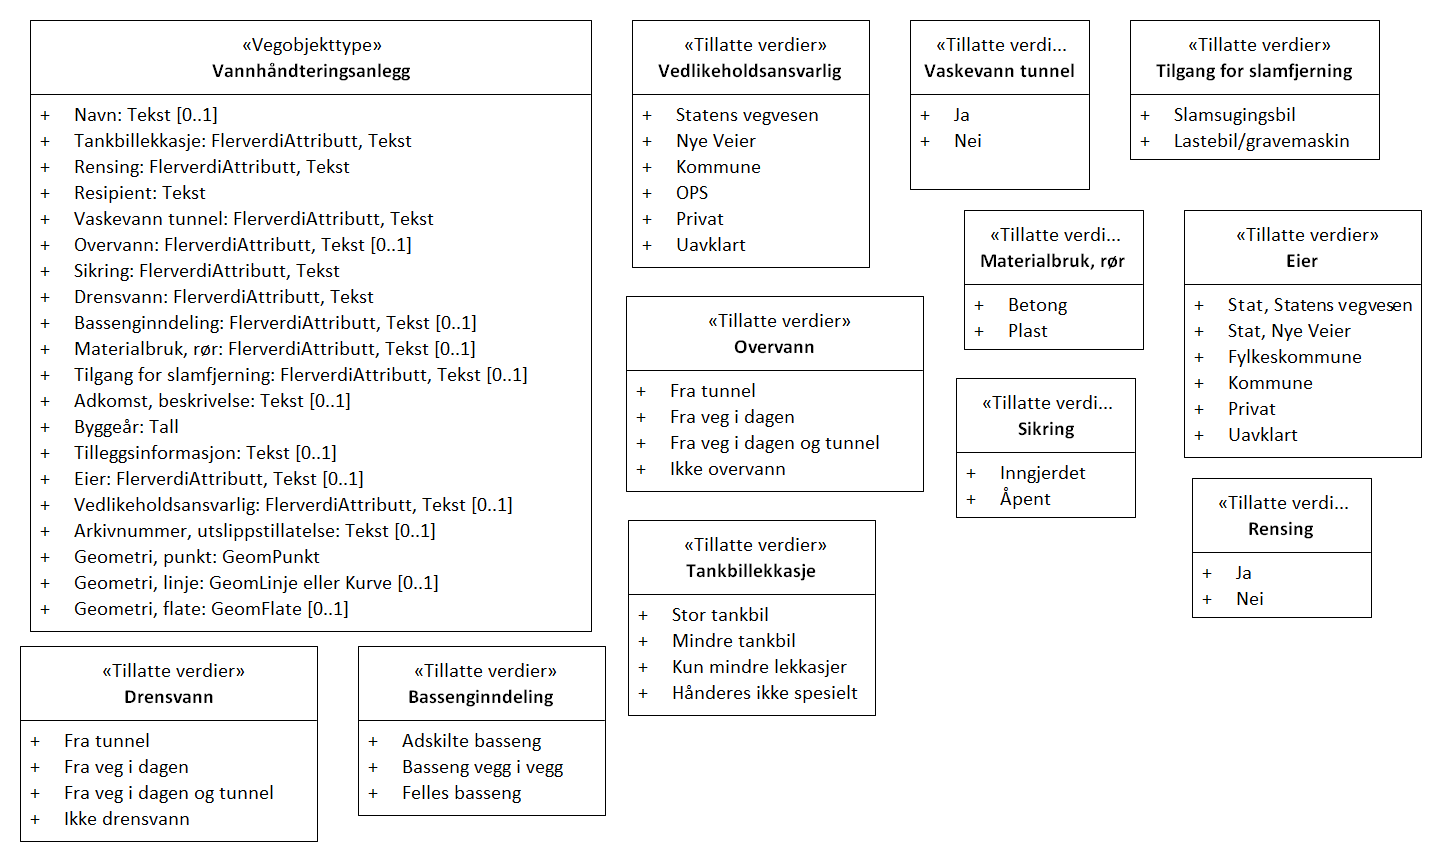 «Vegobjekttype»
Vannhåndteringsanlegg
+ Navn: Tekst [0..1]
+ Tankbillekkasje: FlerverdiAttributt, Tekst
+ Rensing: FlerverdiAttributt, Tekst
+ Resipient: Tekst
+ Vaskevann tunnel: FlerverdiAttributt, Tekst
+ Overvann: FlerverdiAttributt, Tekst [0..1]
+ Sikring: FlerverdiAttributt, Tekst
+ Drensvann: FlerverdiAttributt, Tekst
+ Bassenginndeling: FlerverdiAttributt, Tekst [0..1]
+ Materialbruk, rør: FlerverdiAttributt, Tekst [0..1]
+ Tilgang for slamfjerning: FlerverdiAttributt, Tekst [0..1]
+ Adkomst, beskrivelse: Tekst [0..1]
+ Byggeår: Tall
+ Tilleggsinformasjon: Tekst [0..1]
+ Eier: FlerverdiAttributt, Tekst [0..1]
+ Vedlikeholdsansvarlig: FlerverdiAttributt, Tekst [0..1]
+ Arkivnummer, utslippstillatelse: Tekst [0..1]
+ Geometri, punkt: GeomPunkt
+ Geometri, linje: GeomLinje eller Kurve [0..1]
+ Geometri, flate: GeomFlate [0..1]
«Tillatte verdier»
Vedlikeholdsansvarlig
+ Statens vegvesen
+ Nye Veier
+ Kommune
+ OPS
+ Privat
+ Uavklart
«Tillatte verdi...
Vaskevann tunnel
+ Ja
+ Nei
«Tillatte verdier»
Tilgang for slamfjerning
+ Slamsugingsbil
+ Lastebil/gravemaskin
«Tillatte verdi...
Materialbruk, rør
+ Betong
+ Plast
«Tillatte verdier»
Eier
+ Stat, Statens vegvesen
+ Stat, Nye Veier
+ Fylkeskommune
+ Kommune
+ Privat
+ Uavklart
«Tillatte verdier»
Overvann
+ Fra tunnel
+ Fra veg i dagen
+ Fra veg i dagen og tunnel
+ Ikke overvann
«Tillatte verdi...
Sikring
+ Inngjerdet
+ Åpent
«Tillatte verdi...
Rensing
+ Ja
+ Nei
«Tillatte verdier»
Tankbillekkasje
+ Stor tankbil
+ Mindre tankbil
+ Kun mindre lekkasjer
+ Hånderes ikke spesielt
«Tillatte verdier»
Drensvann
+ Fra tunnel
+ Fra veg i dagen
+ Fra veg i dagen og tunnel
+ Ikke drensvann
«Tillatte verdier»
Bassenginndeling
+ Adskilte basseng
+ Basseng vegg i vegg
+ Felles basseng